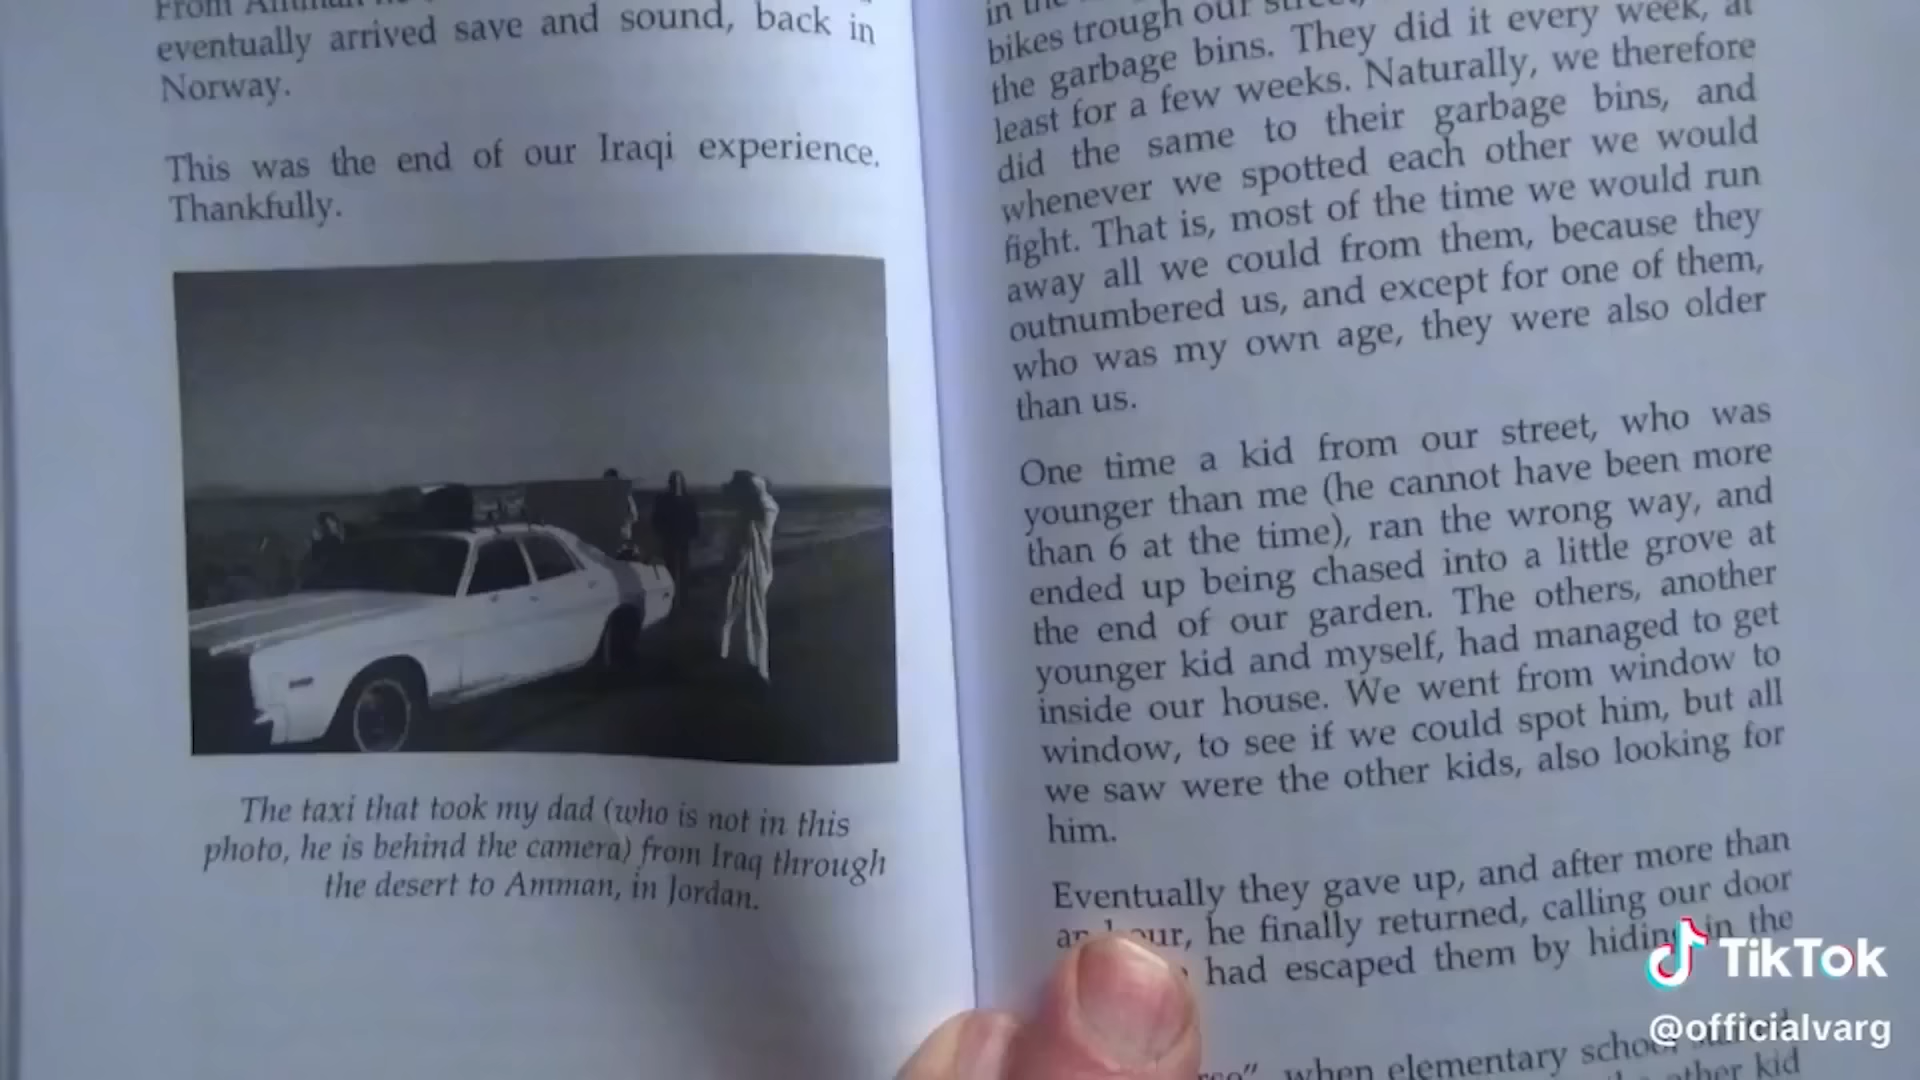 From Amman
eventually arrived save and sound, back in
Norway.
This was the end of our Iraqi experience.
Thankfully.
The taxi that took my dad (who is not in this
photo, he is behind the camera) from Iraq through
the desert to Amman, in Jordan.
in the
bikes trough our street,
the garbage bins. They did it every week, at
least for a few weeks. Naturally, we therefore
did the same to their garbage bins, and
whenever we spotted each other we would
fight. That is, most of the time we would run
away all we could from them, because they
outnumbered us, and except for one of them,
who was my own age, they were also older
than us.
One time a kid from our street, who was
younger than me (he cannot have been more
than 6 at the time), ran the wrong way, and
ended up being chased into a little grove at
the end of our garden. The others, another
younger kid and myself, had managed to get
inside our house. We went from window to
window, to see if we could spot him, but all
we saw were the other kids, also looking for
him.
Eventually they gave up, and after more than
an hour, he finally returned, calling our door
had escaped them by hiding in the
when elementary school
other kid
TikTok
@officialvarg